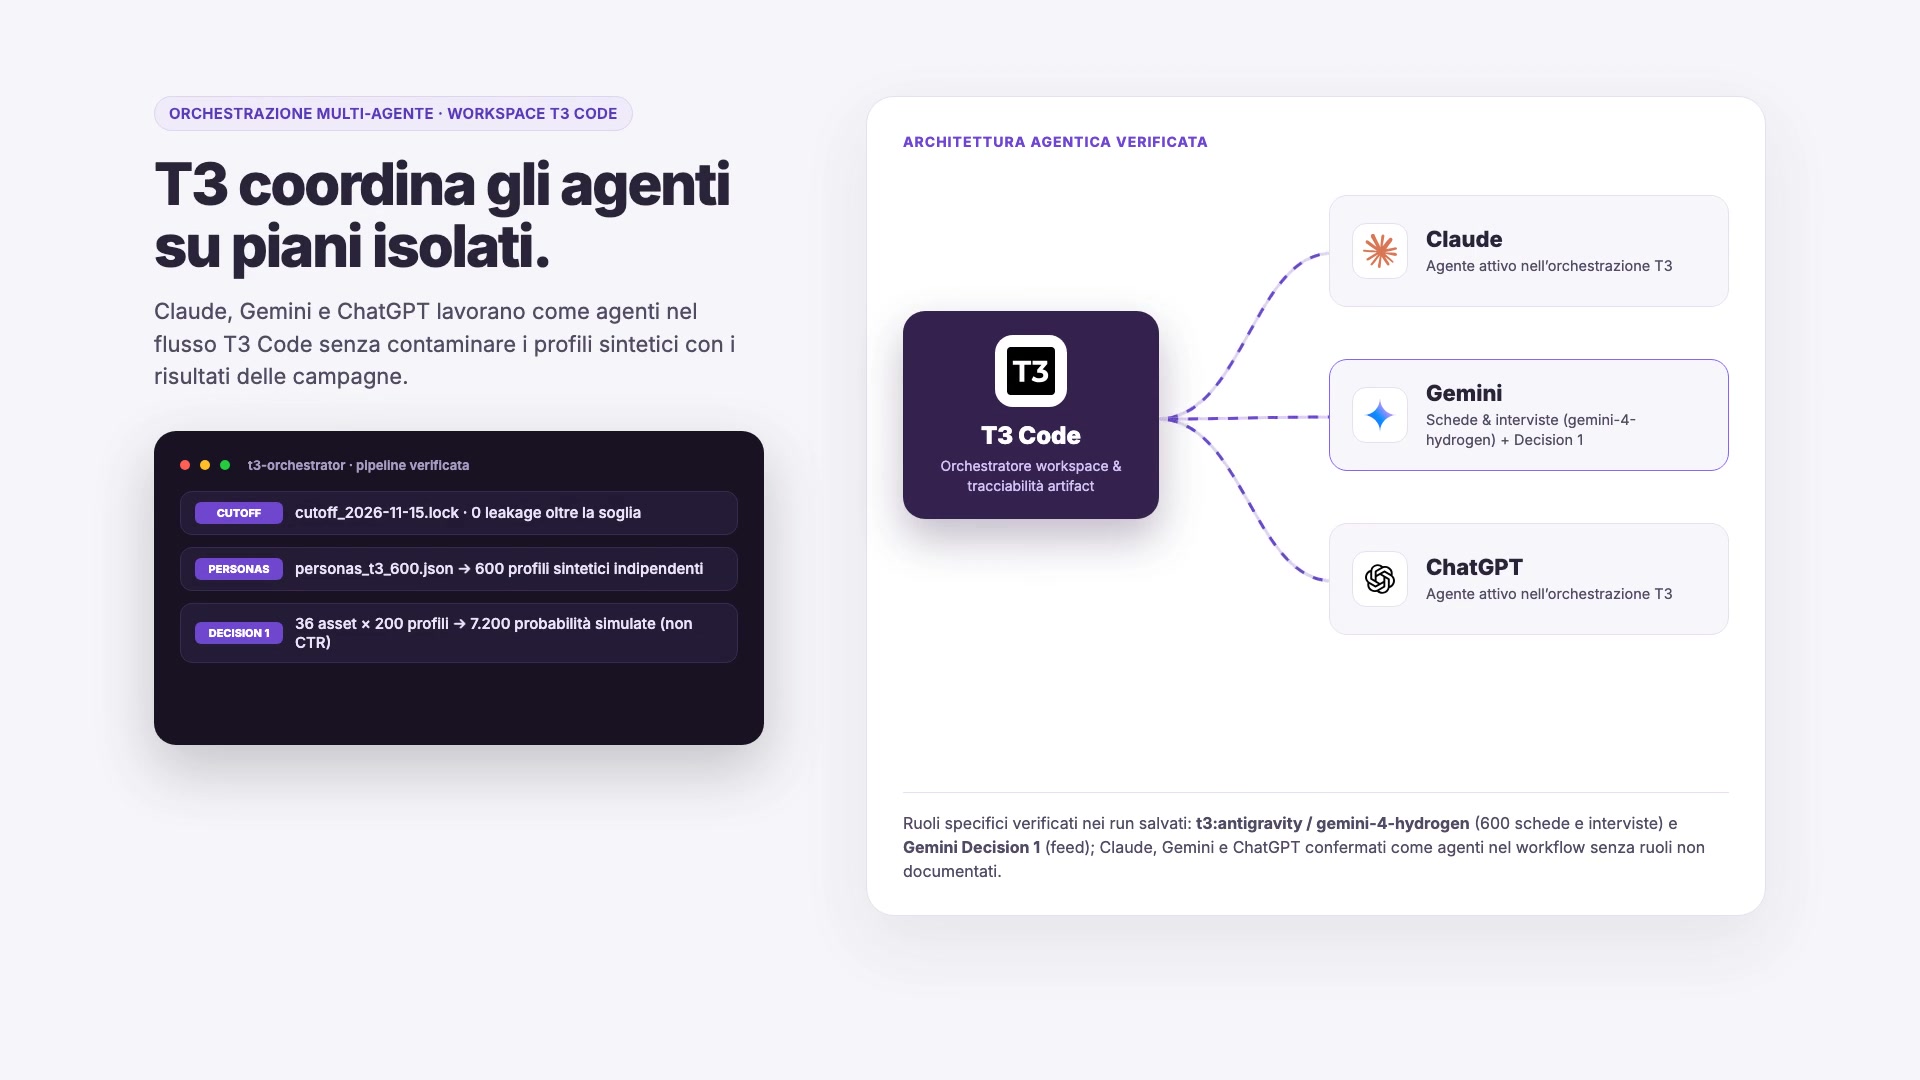 ORCHESTRAZIONE MULTI-AGENTE · WORKSPACE T3 CODE
T3 coordina gli agenti
su piani isolati.
Claude, Gemini e ChatGPT lavorano come agenti nel
flusso T3 Code senza contaminare i profili sintetici con i
risultati delle campagne.
t3-orchestrator · pipeline verificata
CUTOFF cutoff_2026-11-15.lock · 0 leakage oltre la soglia
PERSONAS personas_t3_600.json → 600 profili sintetici indipendenti
DECISION 1 36 asset × 200 profili → 7.200 probabilità simulate (non
CTR)
ARCHITETTURA AGENTICA VERIFICATA
T3
T3 Code
Orchestratore workspace &
tracciabilità artifact
Claude
Agente attivo nell’orchestrazione T3
Gemini
Schede & interviste (gemini-4-
hydrogen) + Decision 1
ChatGPT
Agente attivo nell’orchestrazione T3
Ruoli specifici verificati nei run salvati: t3:antigravity / gemini-4-hydrogen (600 schede e interviste) e
Gemini Decision 1 (feed); Claude, Gemini e ChatGPT confermati come agenti nel workflow senza ruoli non
documentati.